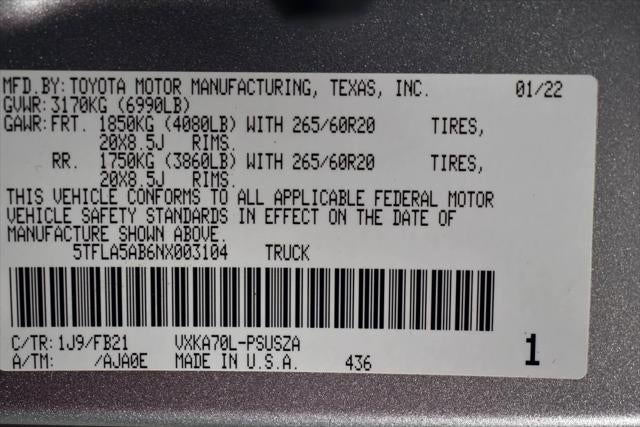 MFD.BY: TOYOTA MOTOR MANUFACTURING, TEXAS, INC. 01/22
GVWR: 3170KG (6990LB)
GAWR: FRT. 1850KG (4080LB) WITH 265/60R20 TIRES,
20X8.5J RIMS.
RR. 1750KG (3860LB) WITH 265/60R20 TIRES,
20X8.5J RIMS.
THIS VEHICLE CONFORMS TO ALL APPLICABLE FEDERAL MOTOR
VEHICLE SAFETY STANDARDS IN EFFECT ON THE DATE OF
MANUFACTURE SHOWN ABOVE.
5TFLA5AB6NX003104 TRUCK
C/TR: 1J9/FB21 VXKA70L-PSUSZA
A/TM: /AJA0E MADE IN U.S.A. 436 1